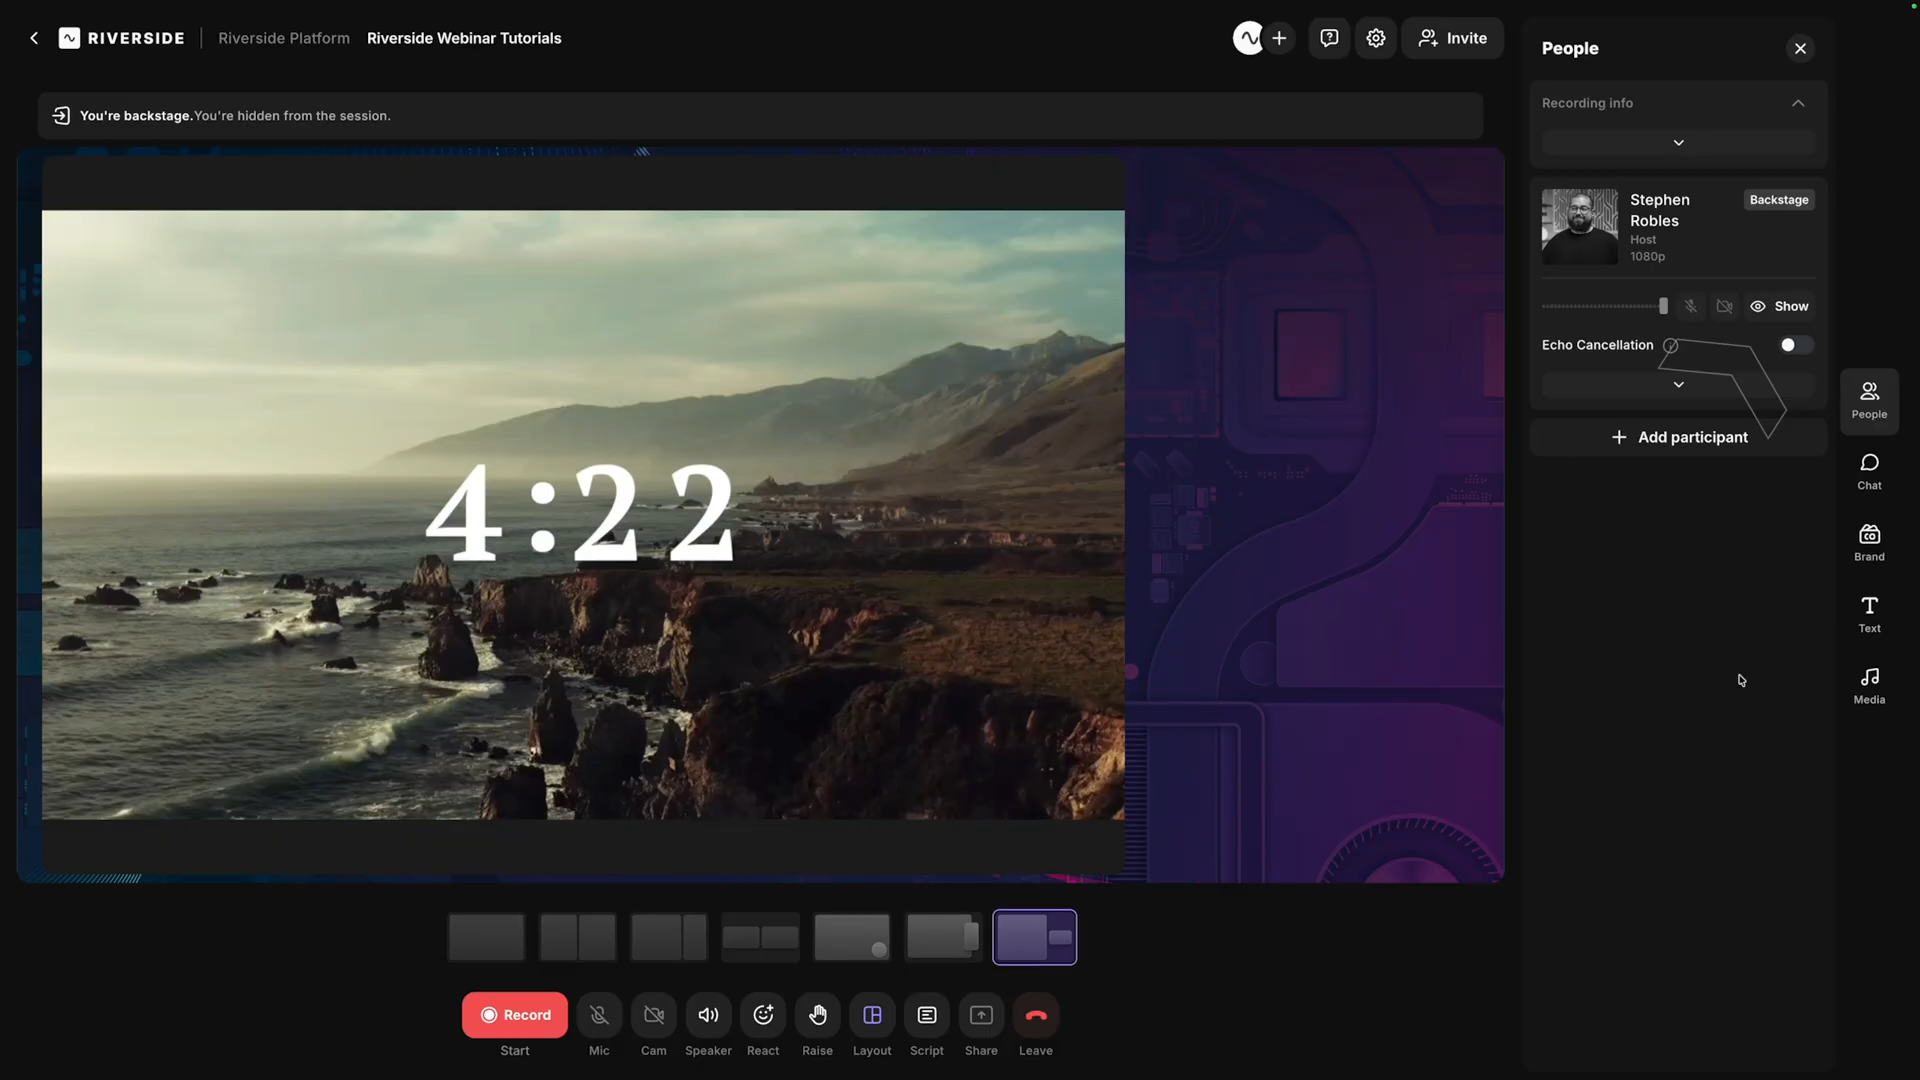 RIVERSIDE
Riverside Platform
Riverside Webinar Tutorials
Invite
You're backstage.You're hidden from the session.
4:22
People
Recording info
Stephen
Robles
Backstage
Host
1080p
Show
Echo Cancellation
Add participant
People
Chat
Brand
Text
Media
Record
Start
Mic
Cam
Speaker
React
Raise
Layout
Script
Share
Leave